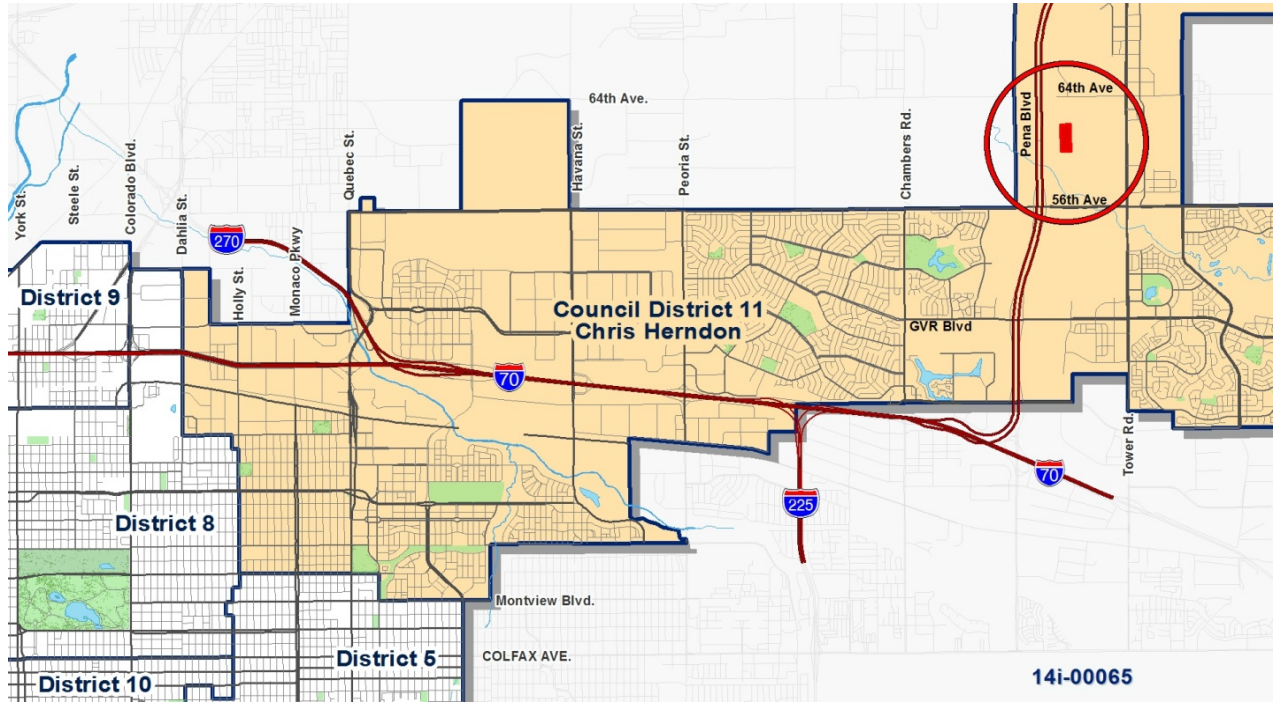 64th Ave.
64th Ave
Pena Blvd
56th Ave
York St.
Steele St.
Colorado Blvd.
Dahlia St.
Quebec St.
Havana St.
Peoria St.
Chambers Rd.
270
Holly St.
Monaco Pkwy
District 9
Council District 11
Chris Herndon
GVR Blvd
70
Tower Rd.
70
225
District 8
Montview Blvd.
District 5
COLFAX AVE.
District 10
14i-00065